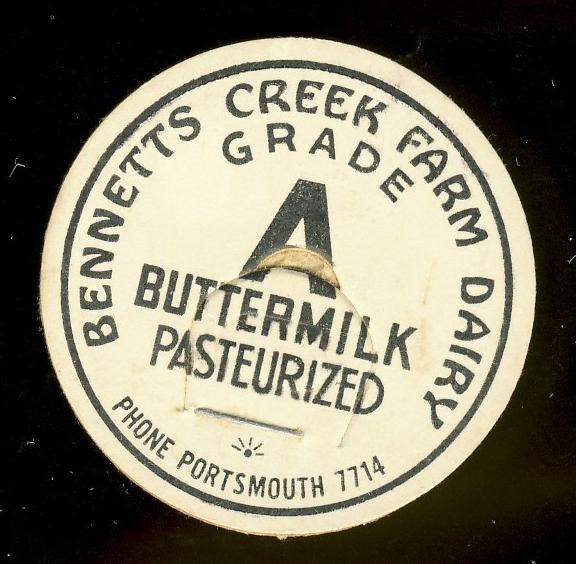 BENNETTS CREEK FARM DAIRY
GRADE
A
BUTTERMILK
PASTEURIZED
PHONE PORTSMOUTH 7714